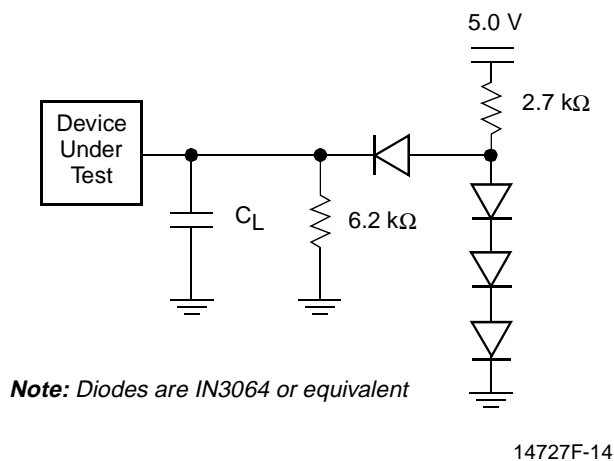 5.0 V
2.7 kΩ
Device
Under
Test
CL
6.2 kΩ
Note: Diodes are IN3064 or equivalent
14727F-14